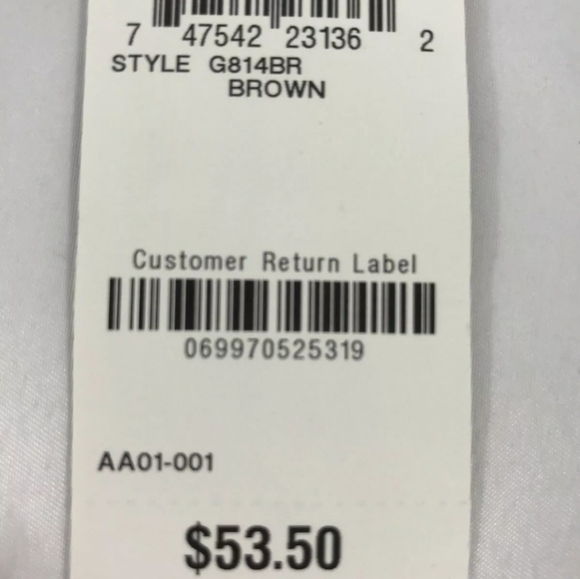 7 47542 23136 2
STYLE G814BR
BROWN
Customer Return Label
069970525319
AA01-001
$53.50